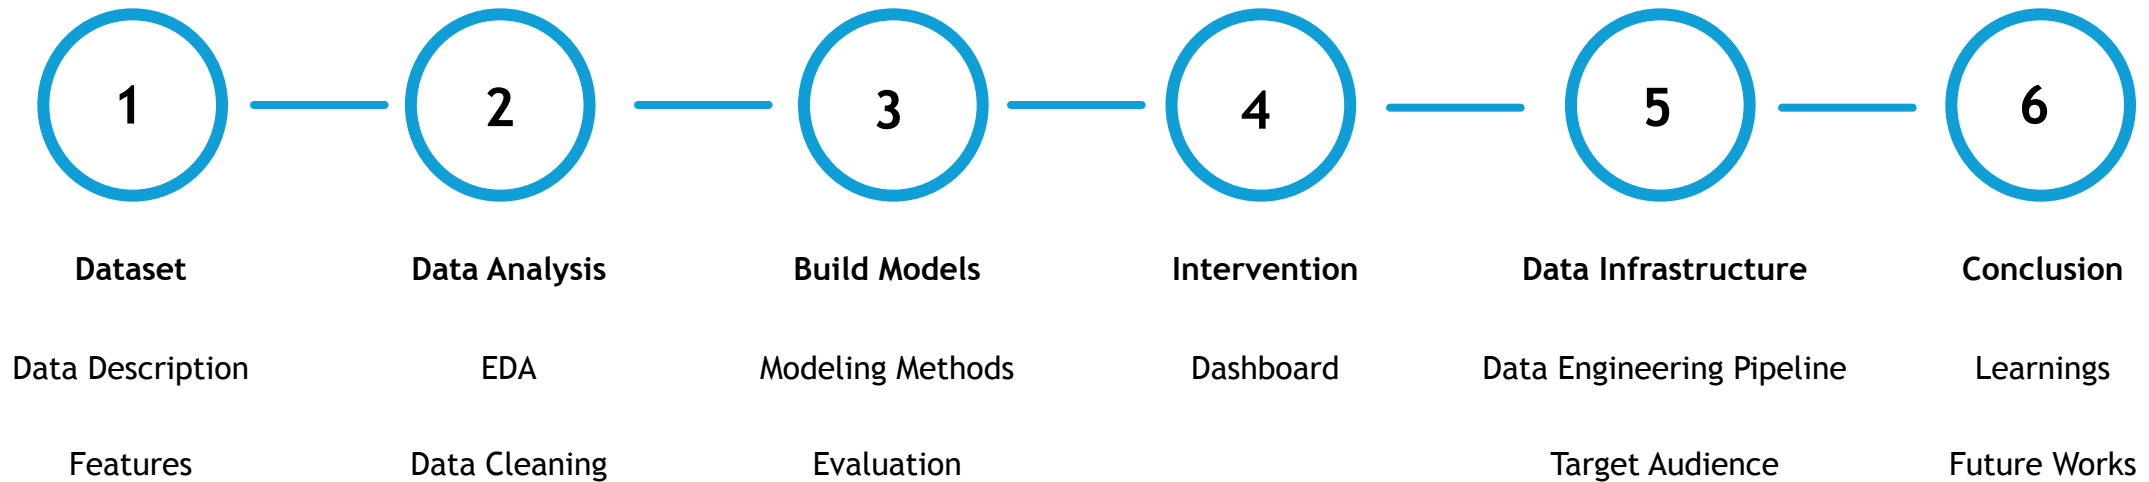 1
2
3
4
5
6
Dataset
Data Analysis
Build Models
Intervention
Data Infrastructure
Conclusion
Data Description
EDA
Modeling Methods
Dashboard
Data Engineering Pipeline
Learnings
Features
Data Cleaning
Evaluation
Target Audience
Future Works